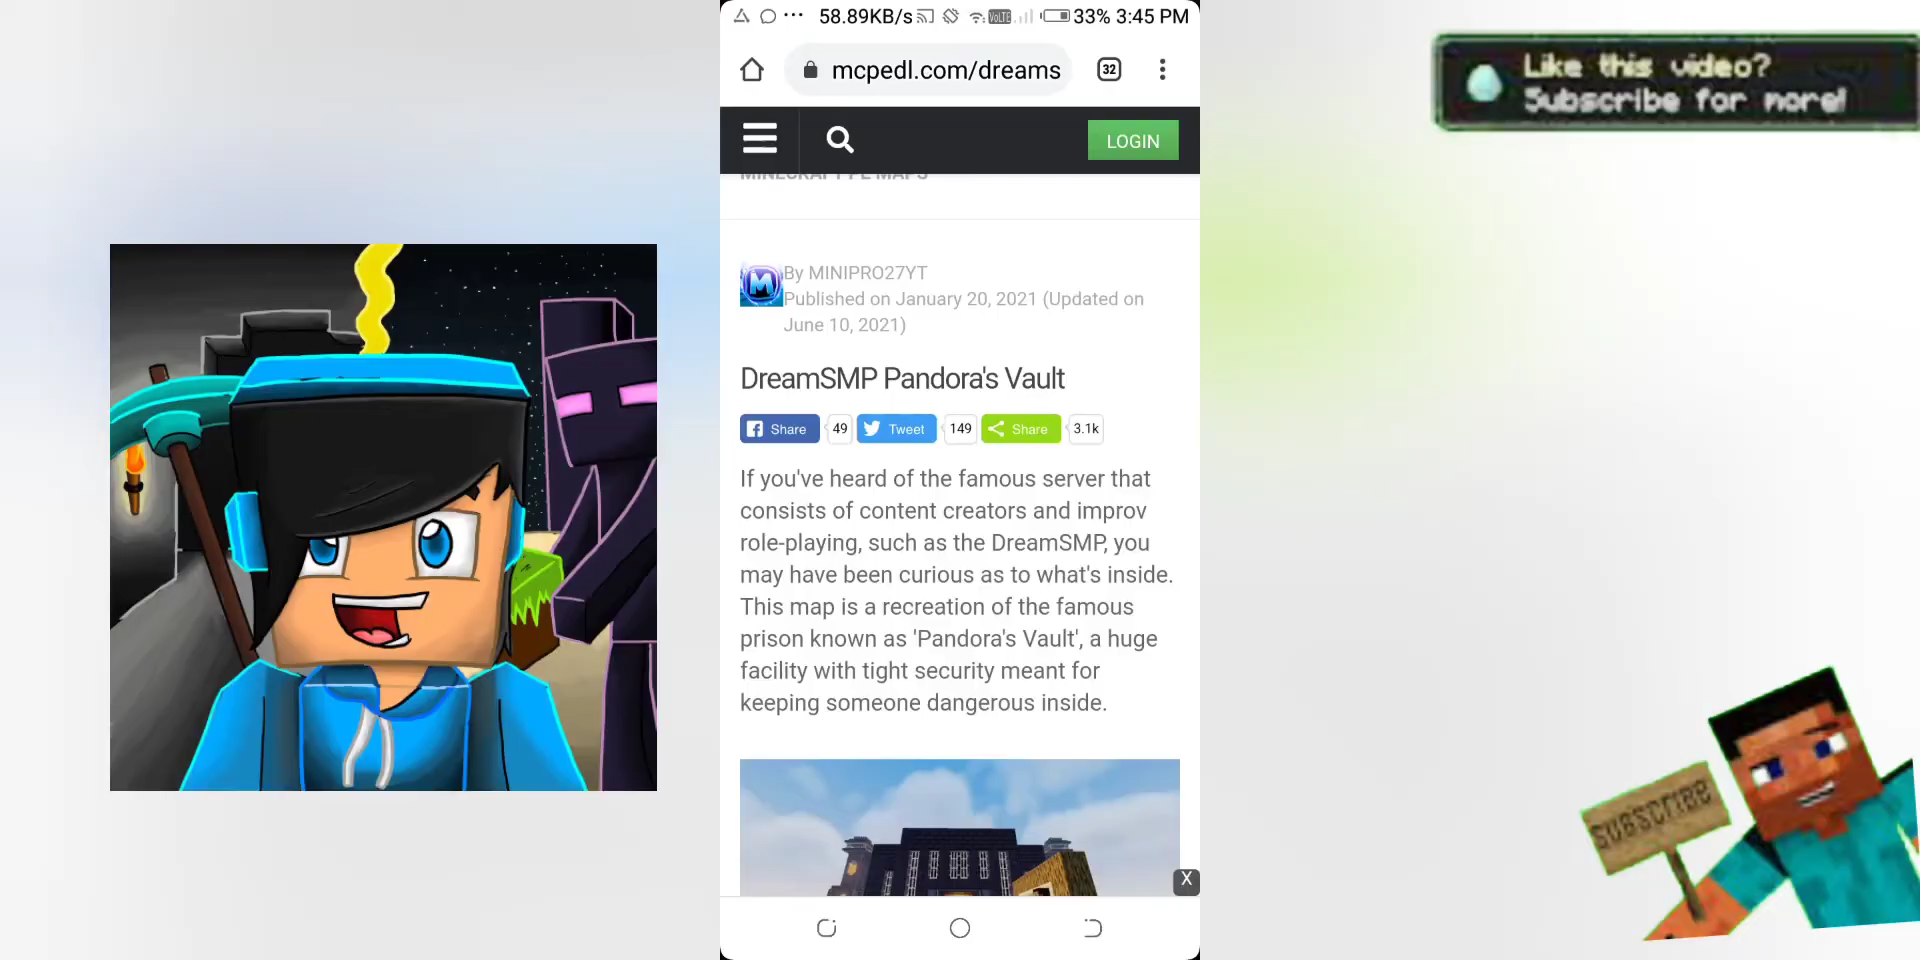 58.89KB/s VoLTE 33% 3:45 PM
mcpedl.com/dreams 32
LOGIN
MINECRAFT PE MAPS
By MINIPRO27YT
Published on January 20, 2021 (Updated on
June 10, 2021)
DreamSMP Pandora's Vault
Share 49 Tweet 149 Share 3.1k
If you've heard of the famous server that
consists of content creators and improv
role-playing, such as the DreamSMP, you
may have been curious as to what's inside.
This map is a recreation of the famous
prison known as 'Pandora's Vault', a huge
facility with tight security meant for
keeping someone dangerous inside.
X
Like this video?
Subscribe for more!
SUBSCRIBE